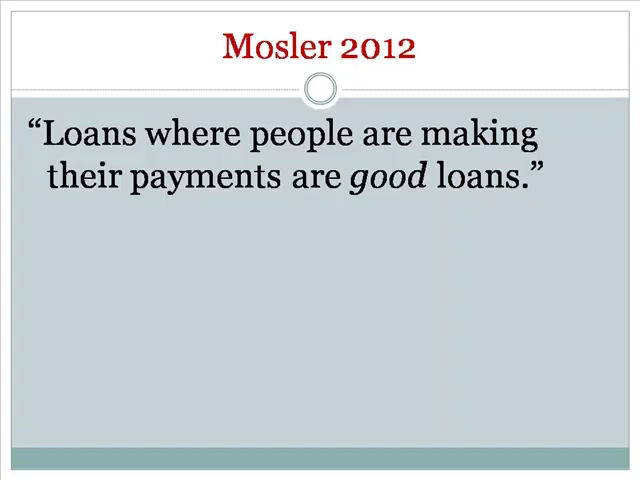 Mosler 2012
“Loans where people are making
their payments are good loans.”